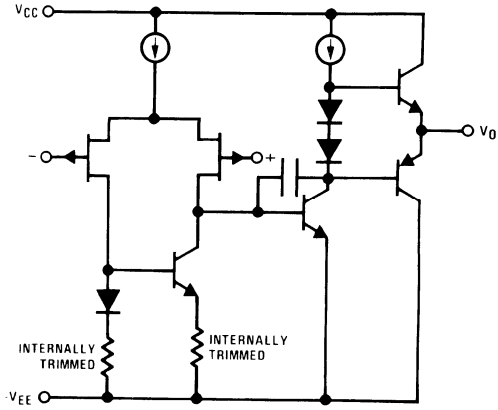 VCC
−
+
VO
INTERNALLY
TRIMMED
INTERNALLY
TRIMMED
-VEE